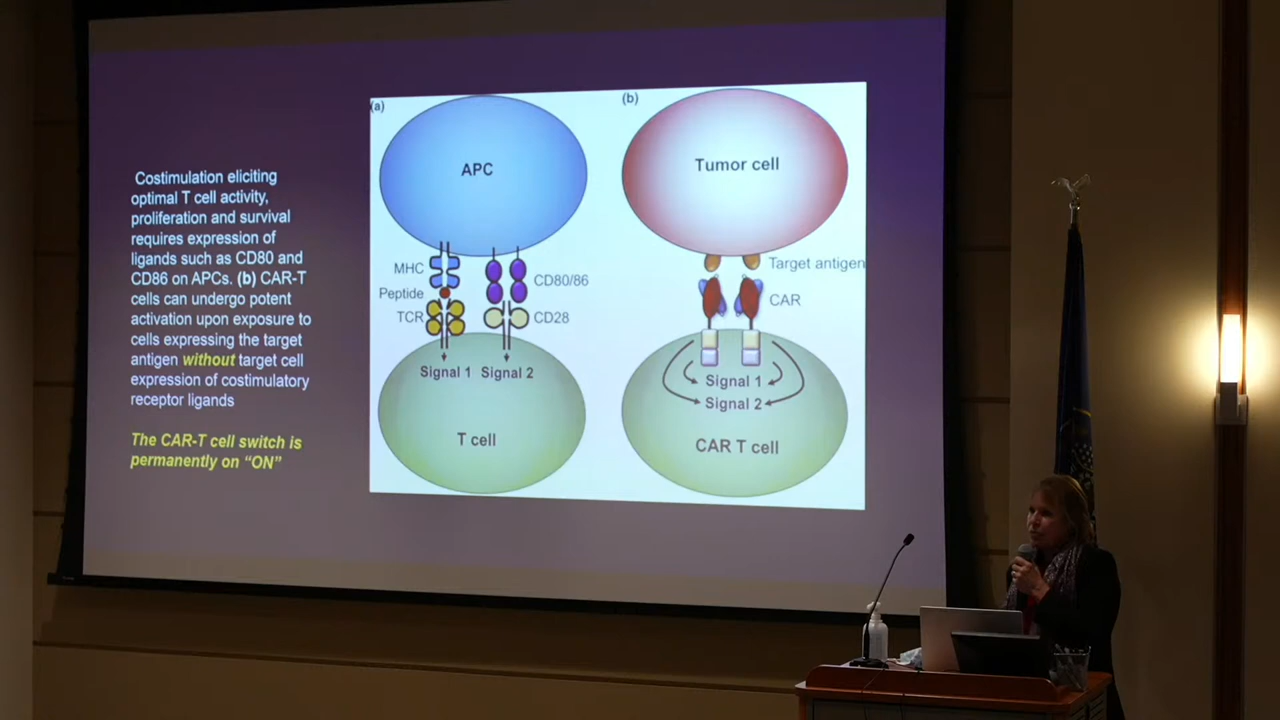 Costimulation eliciting
optimal T cell activity,
proliferation and survival
requires expression of
ligands such as CD80 and
CD86 on APCs. (b) CAR-T
cells can undergo potent
activation upon exposure to
cells expressing the target
antigen without target cell
expression of costimulatory
receptor ligands
The CAR-T cell switch is
permanently on “ON”
(a)
APC
MHC
Peptide
TCR
CD80/86
CD28
Signal 1 Signal 2
T cell
(b)
Tumor cell
Target antigen
CAR
Signal 1
Signal 2
CAR T cell